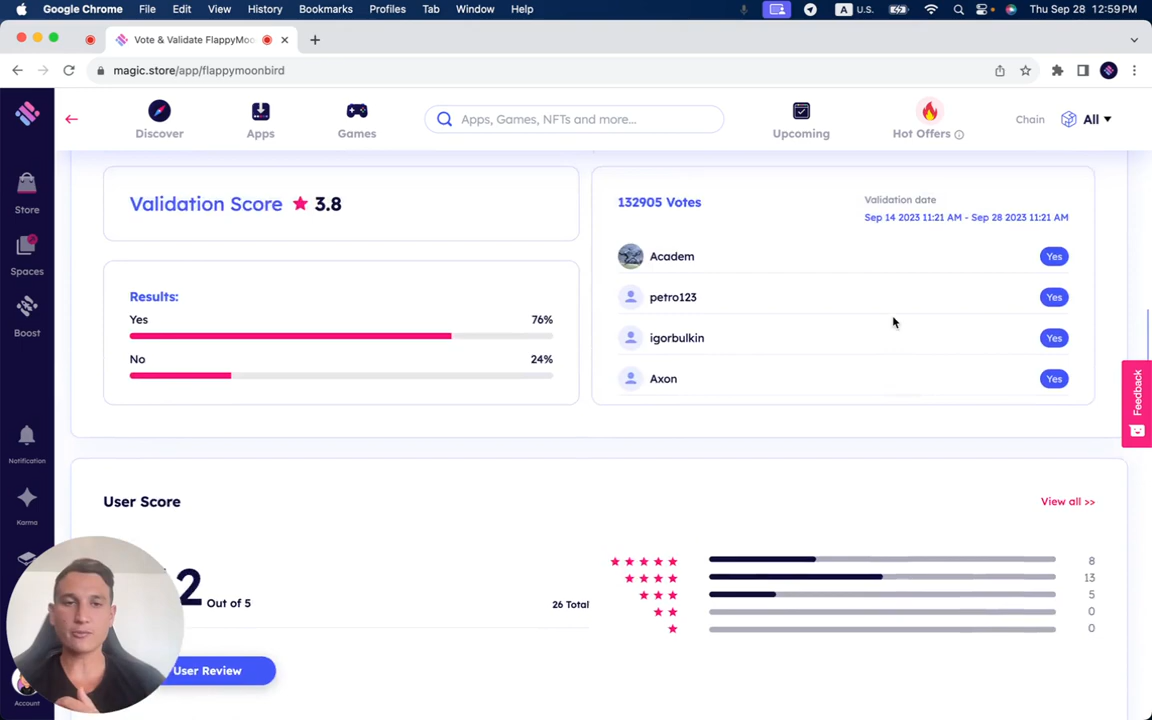 Google Chrome File Edit View History Bookmarks Profiles Tab Window Help A U.S. Thu Sep 28 12:59 PM
Vote & Validate FlappyMoo
magic.store/app/flappymoonbird
Discover Apps Games Apps, Games, NFTs and more... Upcoming Hot Offers Chain All
Store
Spaces
Boost
Notification
Karma
Account
Validation Score 3.8
Results:
Yes 76%
No 24%
132905 Votes
Validation date
Sep 14 2023 11:21 AM - Sep 28 2023 11:21 AM
Academ Yes
petro123 Yes
igorbulkin Yes
Axon Yes
Feedback
User Score
View all >>
2 Out of 5
26 Total
8
13
5
0
0
User Review